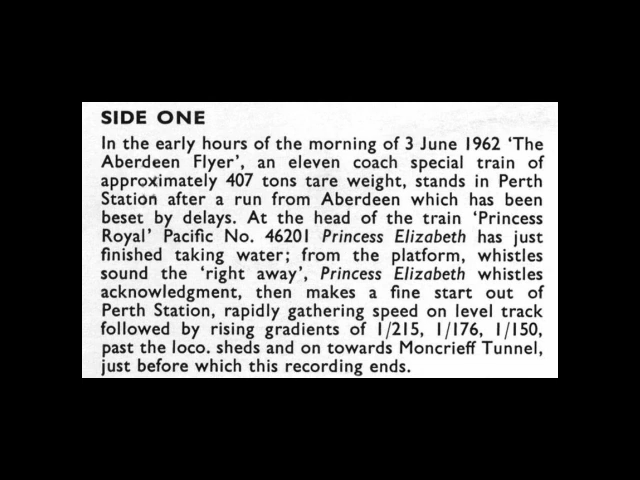 SIDE ONE
In the early hours of the morning of 3 June 1962 ‘The
Aberdeen Flyer’, an eleven coach special train of
approximately 407 tons tare weight, stands in Perth
Station after a run from Aberdeen which has been
beset by delays. At the head of the train ‘Princess
Royal’ Pacific No. 46201 Princess Elizabeth has just
finished taking water; from the platform, whistles
sound the ‘right away’, Princess Elizabeth whistles
acknowledgment, then makes a fine start out of
Perth Station, rapidly gathering speed on level track
followed by rising gradients of 1/215, 1/176, 1/150,
past the loco. sheds and on towards Moncrieff Tunnel,
just before which this recording ends.